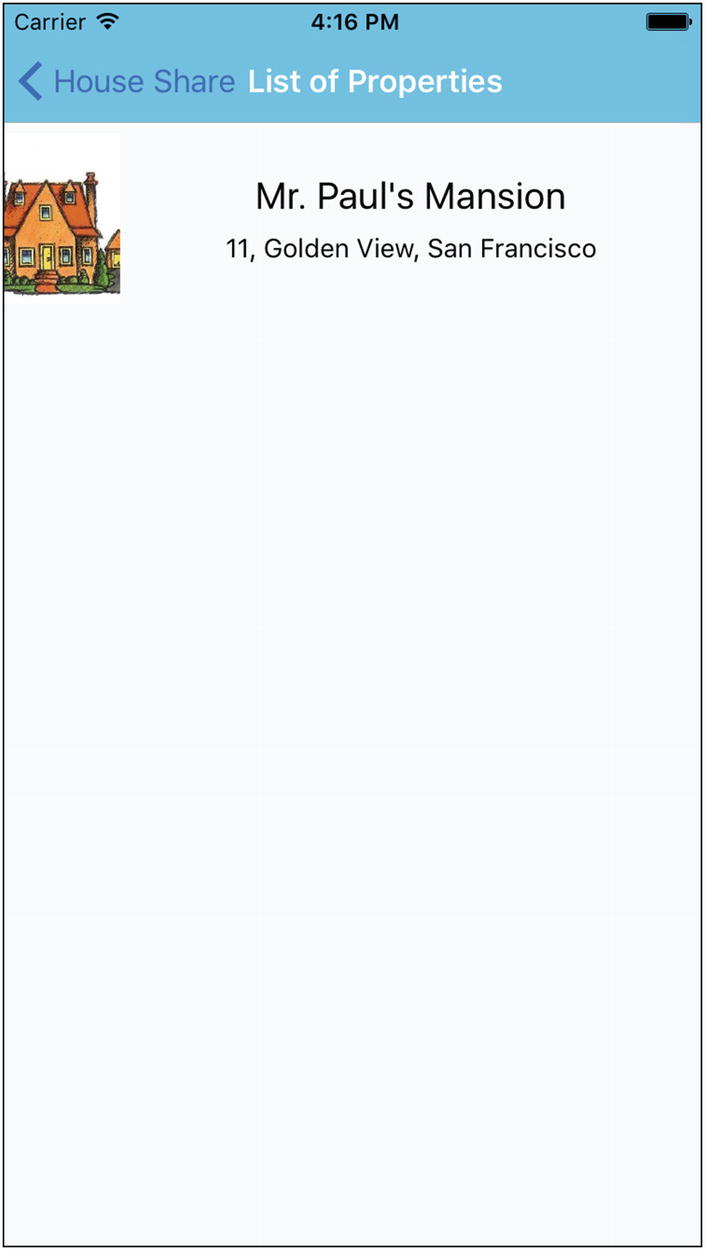 Carrier 4:16 PM
House Share List of Properties
Mr. Paul's Mansion
11, Golden View, San Francisco